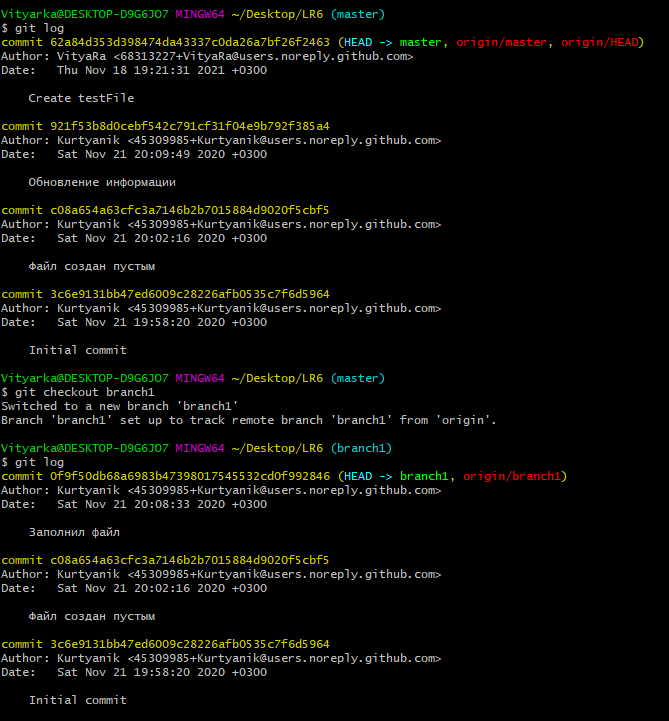 Vityarka@DESKTOP-D9G6JO7 MINGW64 ~/Desktop/LR6 (master)
$ git log
commit 62a84d353d398474da43337c0da26a7bf26f2463 (HEAD -> master, origin/master, origin/HEAD)
Author: VityaRa <68313227+VityaRa@users.noreply.github.com>
Date:   Thu Nov 18 19:21:31 2021 +0300

    Create testFile

commit 921f53b8d0cebf542c791cf31f04e9b792f385a4
Author: Kurtyanik <45309985+Kurtyanik@users.noreply.github.com>
Date:   Sat Nov 21 20:09:49 2020 +0300

    Обновление информации

commit c08a654a63cfc3a7146b2b7015884d9020f5cbf5
Author: Kurtyanik <45309985+Kurtyanik@users.noreply.github.com>
Date:   Sat Nov 21 20:02:16 2020 +0300

    Файл создан пустым

commit 3c6e9131bb47ed6009c28226afb0535c7f6d5964
Author: Kurtyanik <45309985+Kurtyanik@users.noreply.github.com>
Date:   Sat Nov 21 19:58:20 2020 +0300

    Initial commit

Vityarka@DESKTOP-D9G6JO7 MINGW64 ~/Desktop/LR6 (master)
$ git checkout branch1
Switched to a new branch 'branch1'
Branch 'branch1' set up to track remote branch 'branch1' from 'origin'.

Vityarka@DESKTOP-D9G6JO7 MINGW64 ~/Desktop/LR6 (branch1)
$ git log
commit 0f9f50db68a6983b47398017545532cd0f992846 (HEAD -> branch1, origin/branch1)
Author: Kurtyanik <45309985+Kurtyanik@users.noreply.github.com>
Date:   Sat Nov 21 20:08:33 2020 +0300

    Заполнил файл

commit c08a654a63cfc3a7146b2b7015884d9020f5cbf5
Author: Kurtyanik <45309985+Kurtyanik@users.noreply.github.com>
Date:   Sat Nov 21 20:02:16 2020 +0300

    Файл создан пустым

commit 3c6e9131bb47ed6009c28226afb0535c7f6d5964
Author: Kurtyanik <45309985+Kurtyanik@users.noreply.github.com>
Date:   Sat Nov 21 19:58:20 2020 +0300

    Initial commit